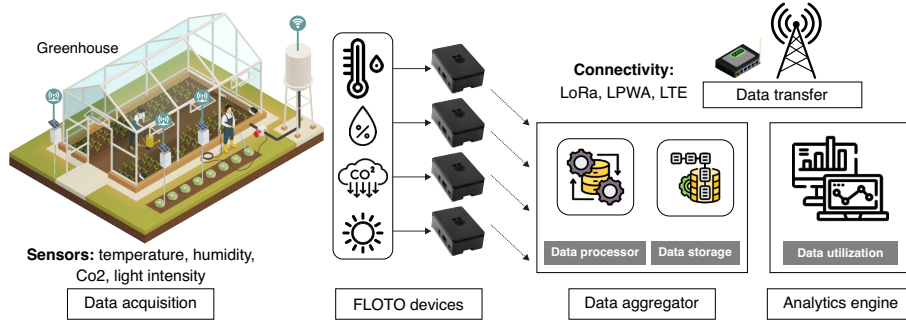 Greenhouse
Sensors: temperature, humidity,
Co2, light intensity
Data acquisition
%
CO²
FLOTO devices
Connectivity:
LoRa, LPWA, LTE
Data transfer
Data processor
Data storage
Data aggregator
Data utilization
Analytics engine